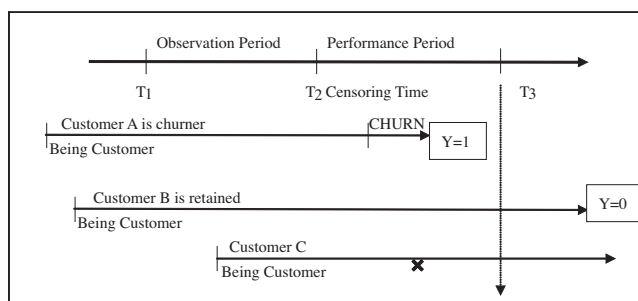 Observation Period Performance Period
T1 T2 Censoring Time T3
Customer A is churner CHURN
Being Customer Y=1
Customer B is retained Y=0
Being Customer
Customer C
Being Customer